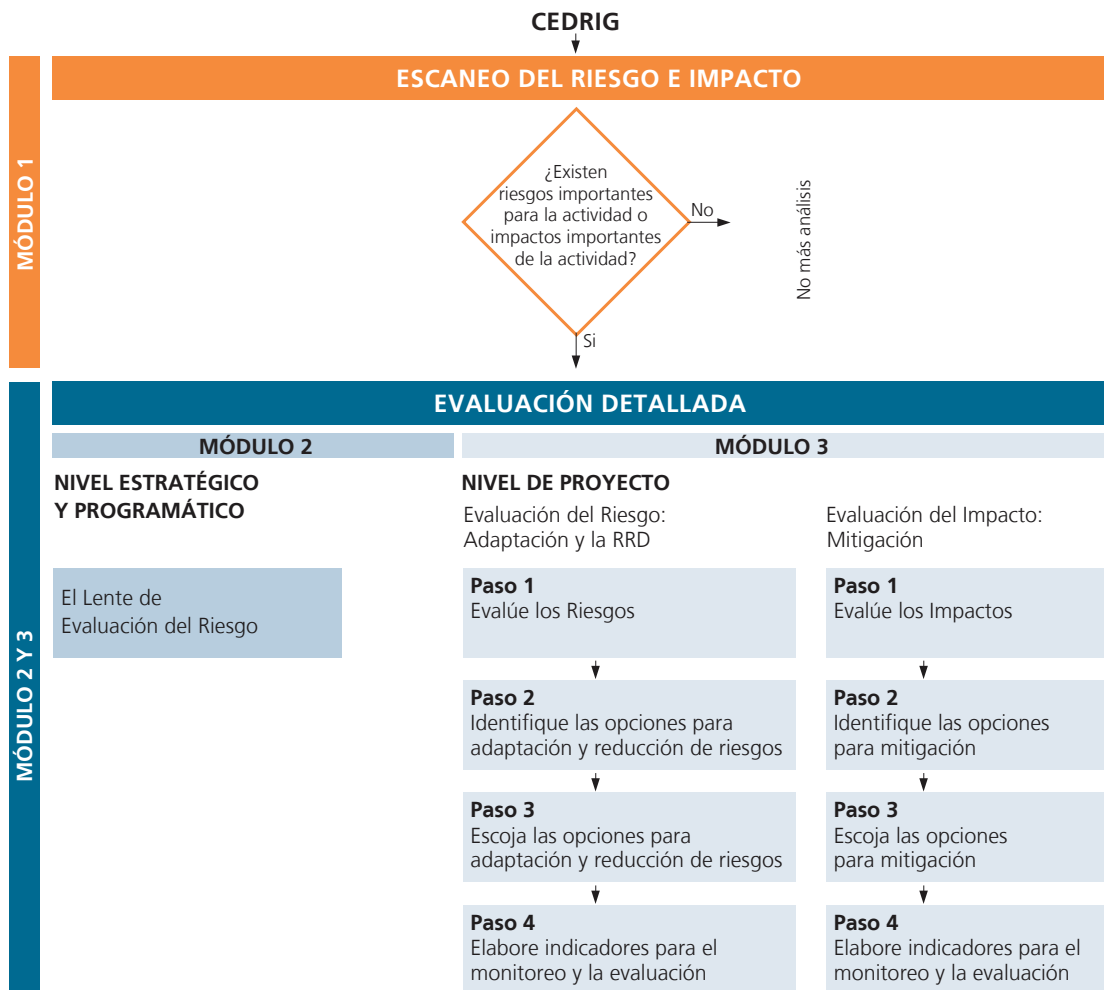 CEDRIG
MÓDULO 1
ESCANEO DEL RIESGO E IMPACTO
¿Existen
riesgos importantes
para la actividad o
impactos importantes
de la actividad?
No
No más análisis
Si
MÓDULO 2 Y 3
EVALUACIÓN DETALLADA
MÓDULO 2
NIVEL ESTRATÉGICO
Y PROGRAMÁTICO
El Lente de
Evaluación del Riesgo
MÓDULO 3
NIVEL DE PROYECTO
Evaluación del Riesgo:
Adaptación y la RRD
Paso 1
Evalúe los Riesgos
Paso 2
Identifique las opciones para
adaptación y reducción de riesgos
Paso 3
Escoja las opciones para
adaptación y reducción de riesgos
Paso 4
Elabore indicadores para el
monitoreo y la evaluación
Evaluación del Impacto:
Mitigación
Paso 1
Evalúe los Impactos
Paso 2
Identifique las opciones
para mitigación
Paso 3
Escoja las opciones
para mitigación
Paso 4
Elabore indicadores para el
monitoreo y la evaluación